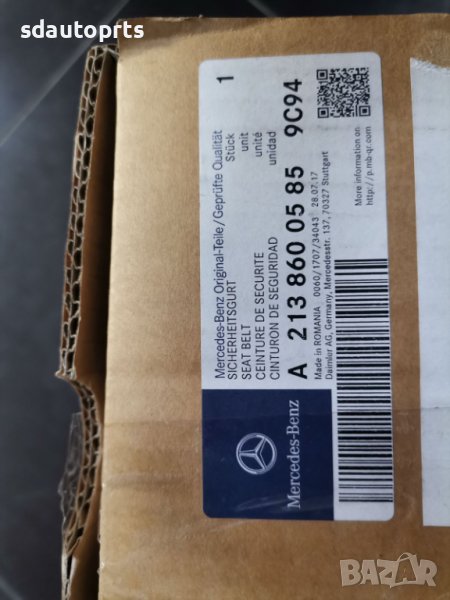 sdautoprts
Mercedes-Benz Original-Teile/Geprüfte Qualität
SICHERHEITSGURT Stück 1
SEAT BELT unit
CEINTURE DE SECURITE unité
CINTURON DE SEGURIDAD unidad
A 213 860 05 85 9C94
Made in ROMANIA 0060/1707/34043 28.07.17
Daimler AG, Germany, Mercedesstr. 137, 70327 Stuttgart
More information on
http://p.mb-qr.com
Mercedes-Benz
BAZAR